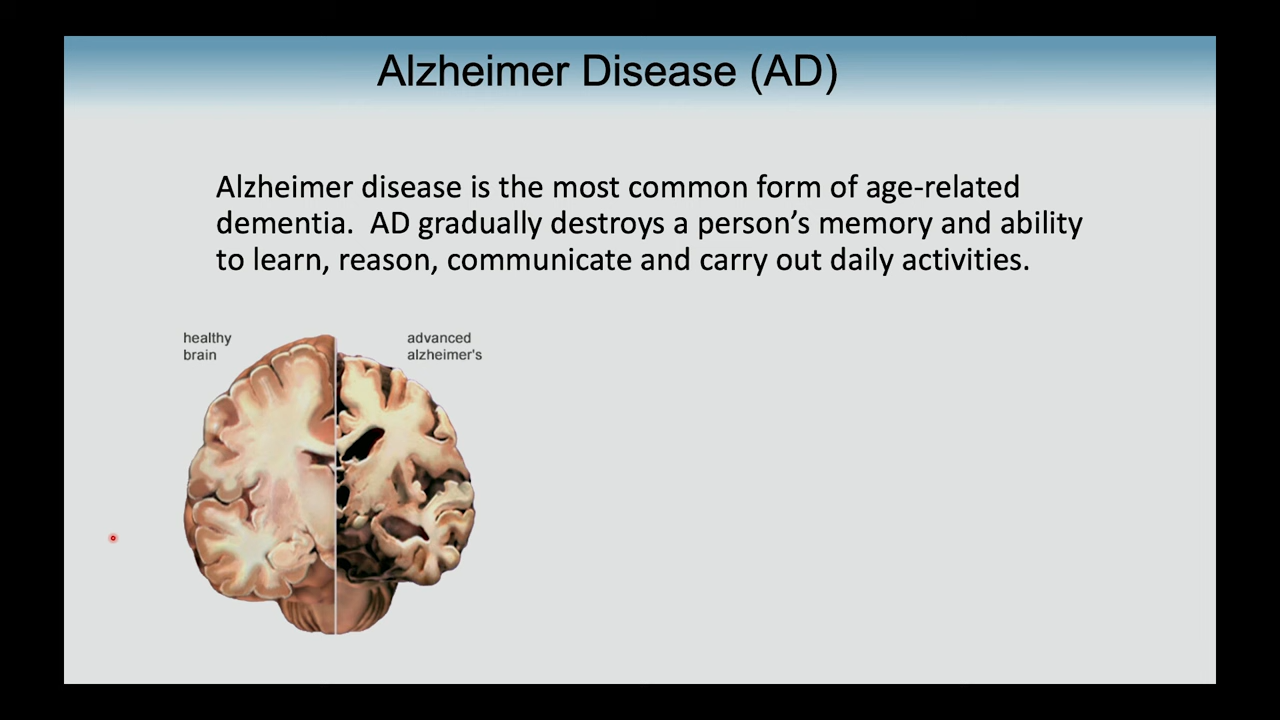 Alzheimer Disease (AD)
Alzheimer disease is the most common form of age-related
dementia.  AD gradually destroys a person’s memory and ability
to learn, reason, communicate and carry out daily activities.
healthy
brain
advanced
alzheimer's